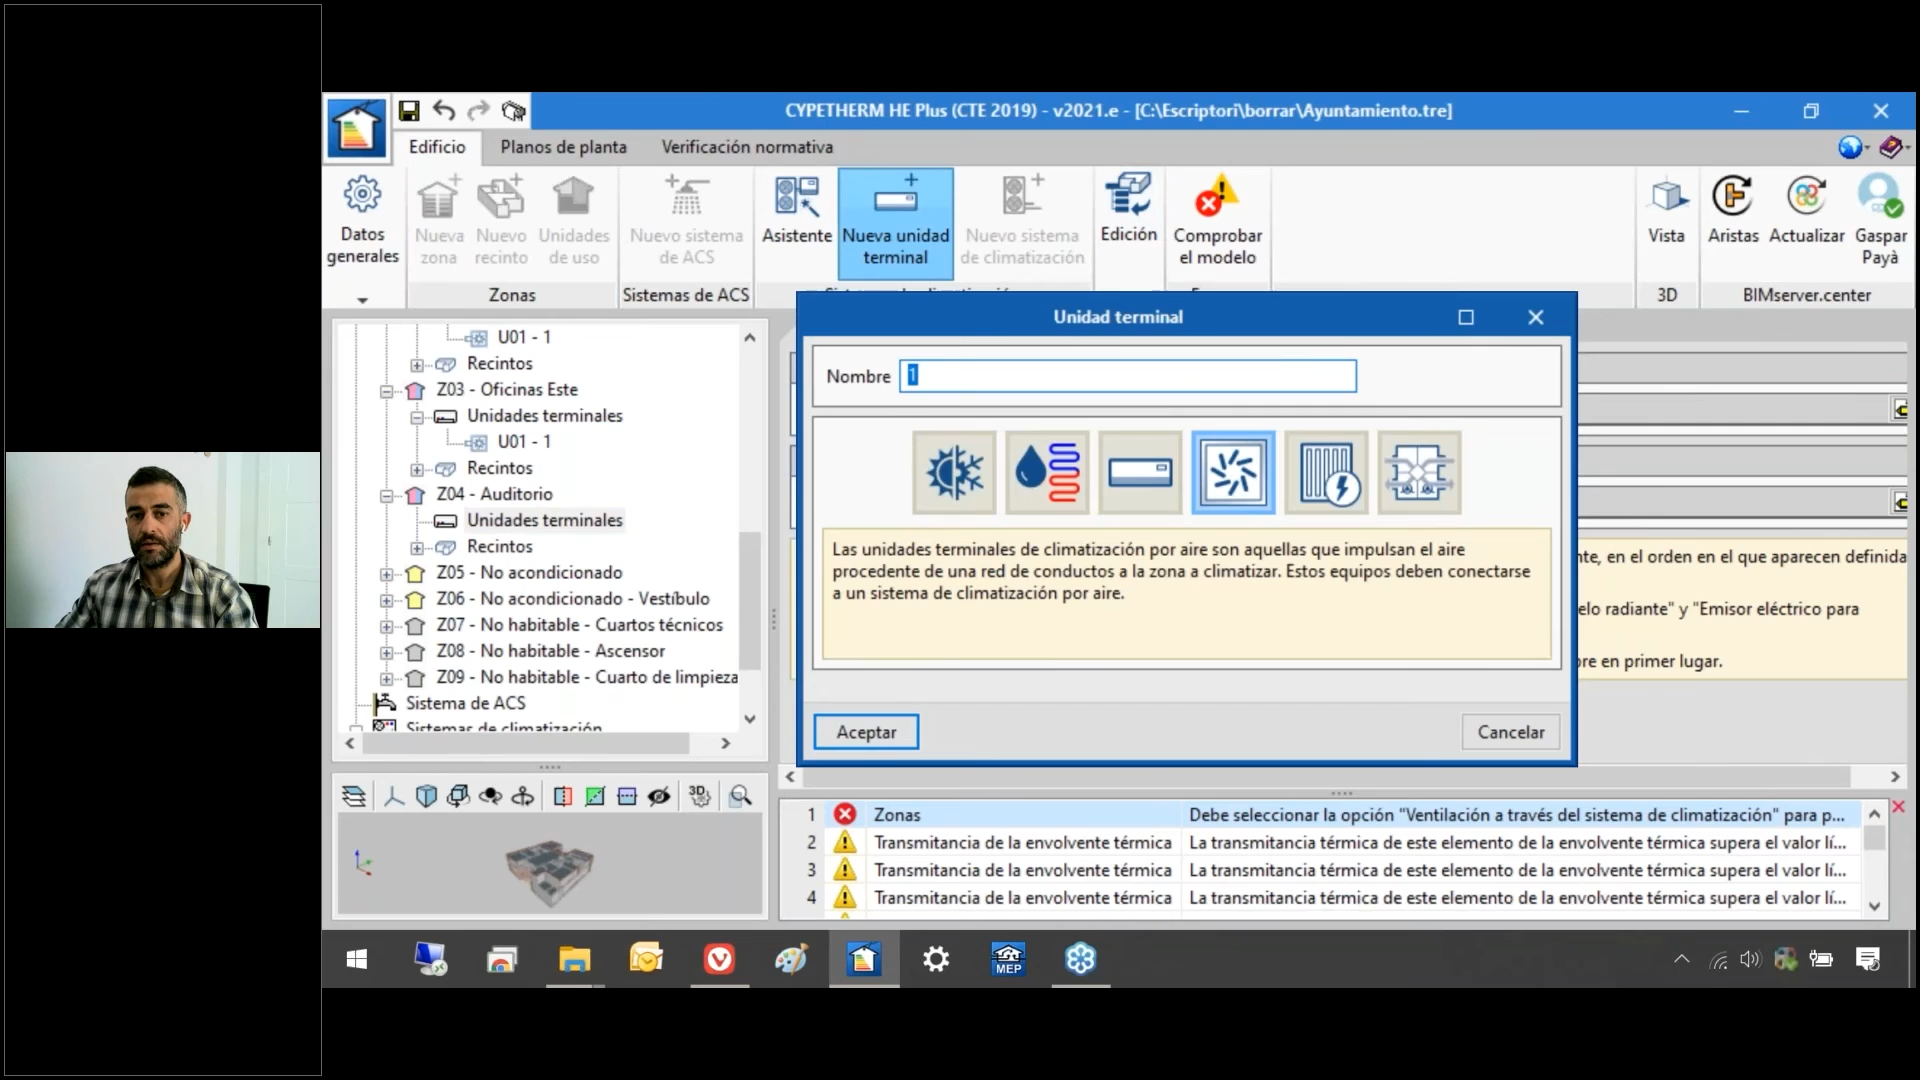 CYPETHERM HE Plus (CTE 2019) - v2021.e - [C:\Escriptori\borrar\Ayuntamiento.tre]
Edificio
Planos de planta
Verificación normativa
Datos
generales
Nueva
zona
Nuevo
recinto
Unidades
de uso
Zonas
Nuevo sistema
de ACS
Sistemas de ACS
Asistente
Nueva unidad
terminal
Nuevo sistema
de climatización
Edición
Comprobar
el modelo
Vista
3D
Aristas
Actualizar
Gaspar
Payà
BIMserver.center
U01 - 1
Recintos
Z03 - Oficinas Este
Unidades terminales
U01 - 1
Recintos
Z04 - Auditorio
Unidades terminales
Recintos
Z05 - No acondicionado
Z06 - No acondicionado - Vestíbulo
Z07 - No habitable - Cuartos técnicos
Z08 - No habitable - Ascensor
Z09 - No habitable - Cuarto de limpieza
Sistema de ACS
Sistemas de climatización
Unidad terminal
Nombre
1
Las unidades terminales de climatización por aire son aquellas que impulsan el aire
procedente de una red de conductos a la zona a climatizar. Estos equipos deben conectarse
a un sistema de climatización por aire.
Aceptar
Cancelar
nte, en el orden en el que aparecen definida
elo radiante" y "Emisor eléctrico para
bre en primer lugar.
3D
1 Zonas Debe seleccionar la opción "Ventilación a través del sistema de climatización" para p...
2 Transmitancia de la envolvente térmica La transmitancia térmica de este elemento de la envolvente térmica supera el valor lí...
3 Transmitancia de la envolvente térmica La transmitancia térmica de este elemento de la envolvente térmica supera el valor lí...
4 Transmitancia de la envolvente térmica La transmitancia térmica de este elemento de la envolvente térmica supera el valor lí...
MEP